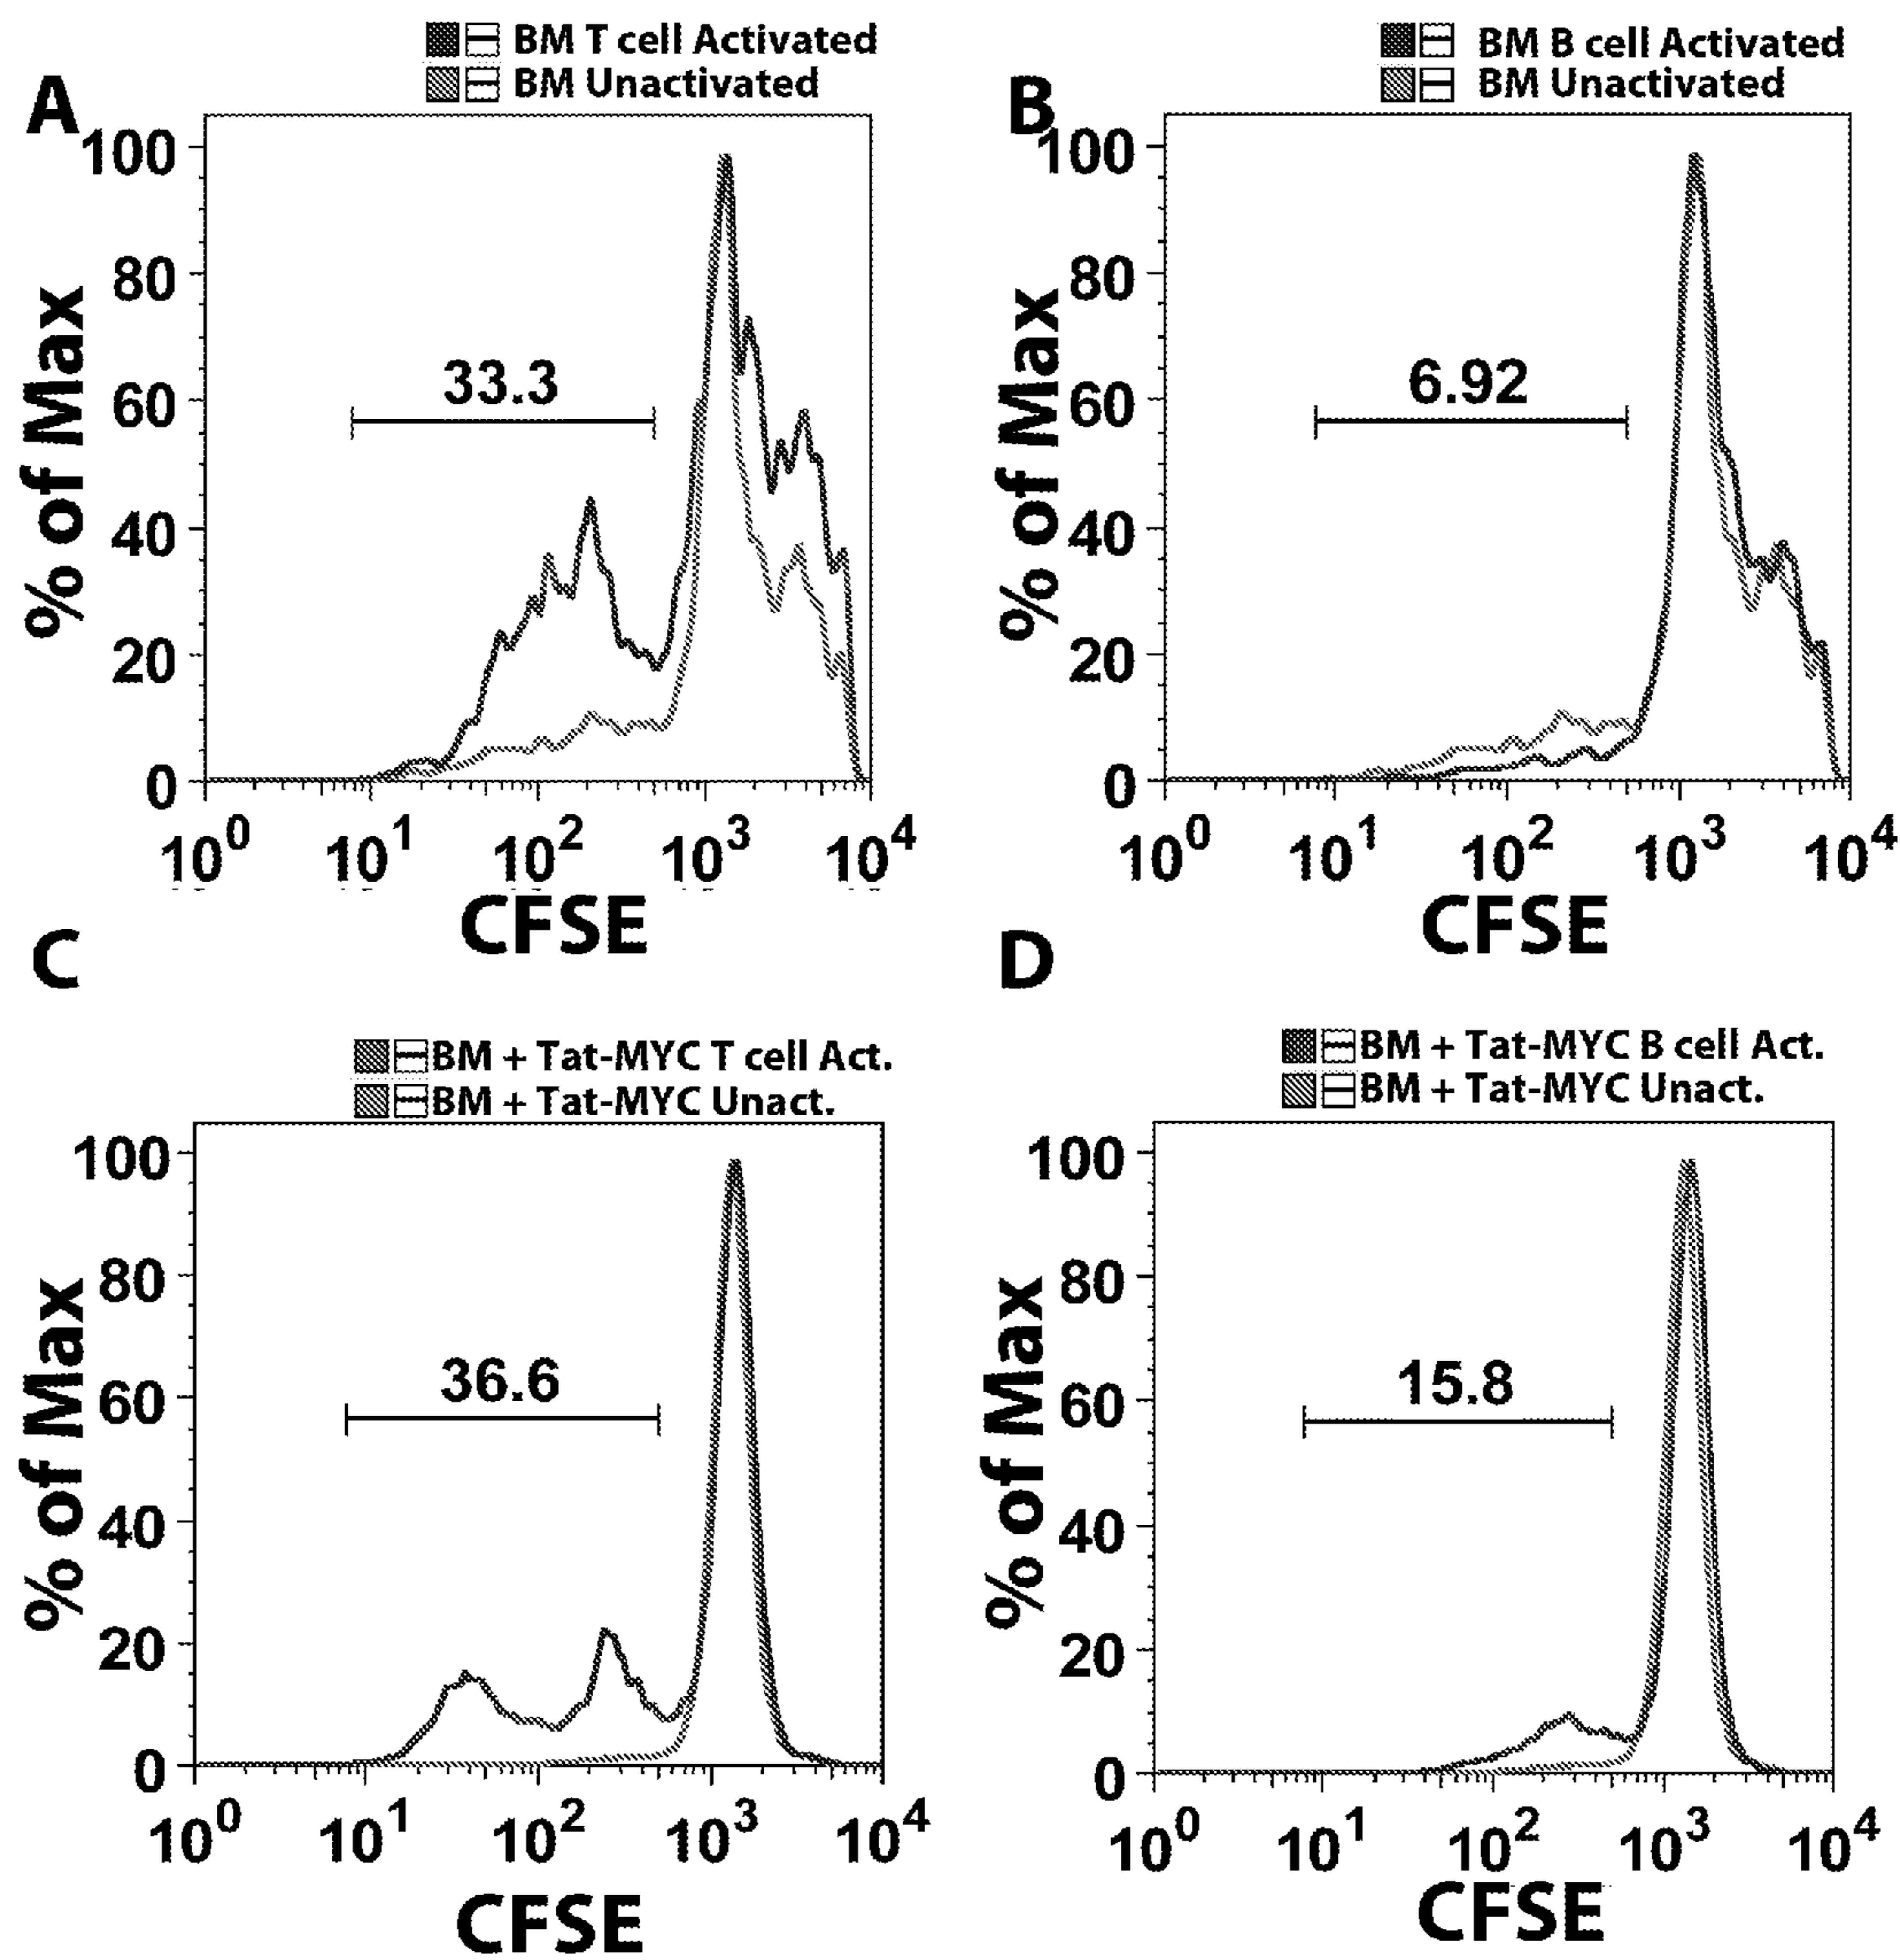 A
BM T cell Activated
BM Unactivated
100
80
60
40
20
0
% of Max
33.3
10^0 10^1 10^2 10^3 10^4
CFSE
B
BM B cell Activated
BM Unactivated
100
80
60
40
20
0
% of Max
6.92
10^0 10^1 10^2 10^3 10^4
CFSE
C
BM + Tat-MYC T cell Act.
BM + Tat-MYC Unact.
100
80
60
40
20
0
% of Max
36.6
10^0 10^1 10^2 10^3 10^4
CFSE
D
BM + Tat-MYC B cell Act.
BM + Tat-MYC Unact.
100
80
60
40
20
0
% of Max
15.8
10^0 10^1 10^2 10^3 10^4
CFSE